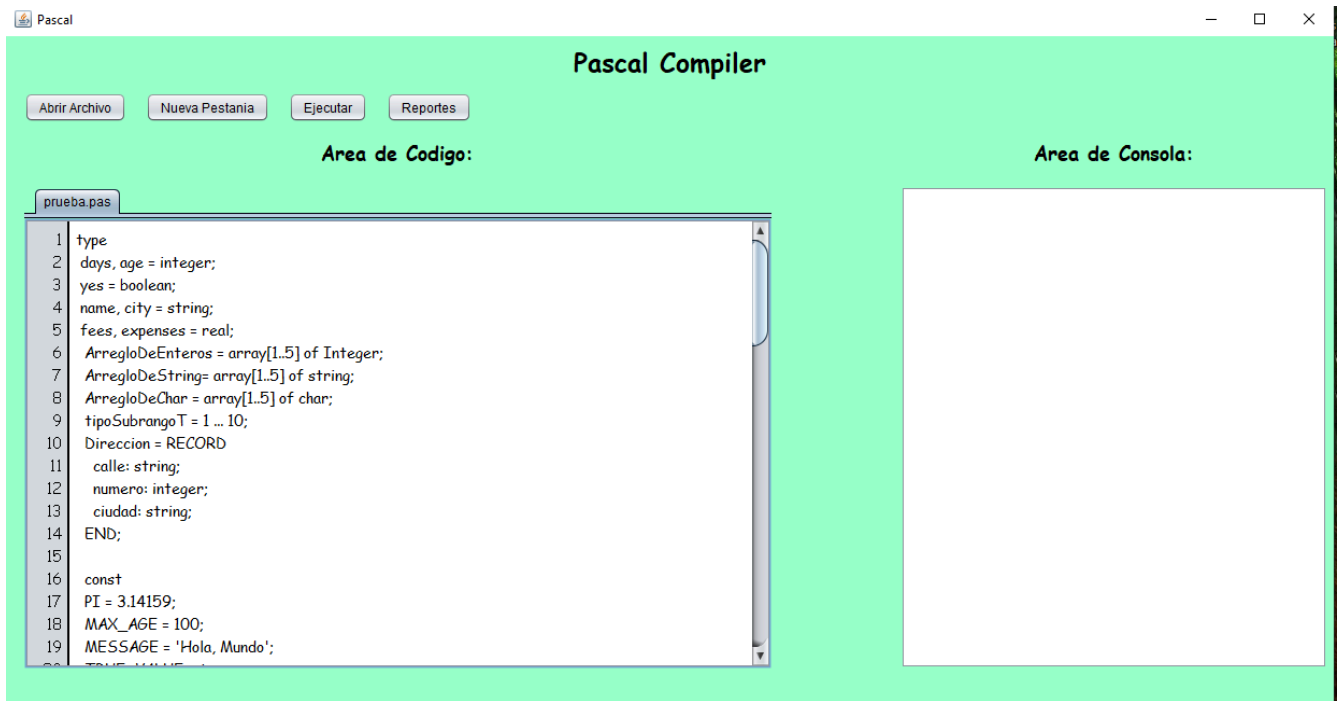 Pascal
Pascal Compiler
Abrir Archivo Nueva Pestania Ejecutar Reportes
Area de Codigo:
Area de Consola:
prueba.pas
1 type
2 days, age = integer;
3 yes = boolean;
4 name, city = string;
5 fees, expenses = real;
6 ArregloDeEnteros = array[1..5] of Integer;
7 ArregloDeString= array[1..5] of string;
8 ArregloDeChar = array[1..5] of char;
9 tipoSubrangoT = 1 ... 10;
10 Direccion = RECORD
11 calle: string;
12 numero: integer;
13 ciudad: string;
14 END;
15
16 const
17 PI = 3.14159;
18 MAX_AGE = 100;
19 MESSAGE = 'Hola, Mundo';